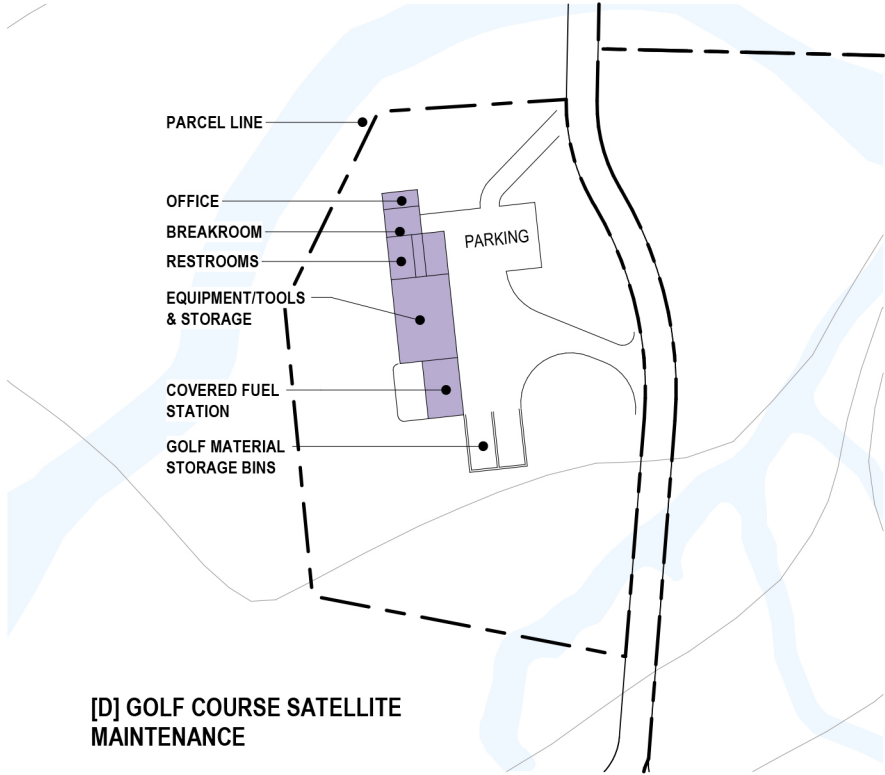 PARCEL LINE
OFFICE
BREAKROOM
PARKING
RESTROOMS
EQUIPMENT/TOOLS
& STORAGE
COVERED FUEL
STATION
GOLF MATERIAL
STORAGE BINS
[D] GOLF COURSE SATELLITE
MAINTENANCE